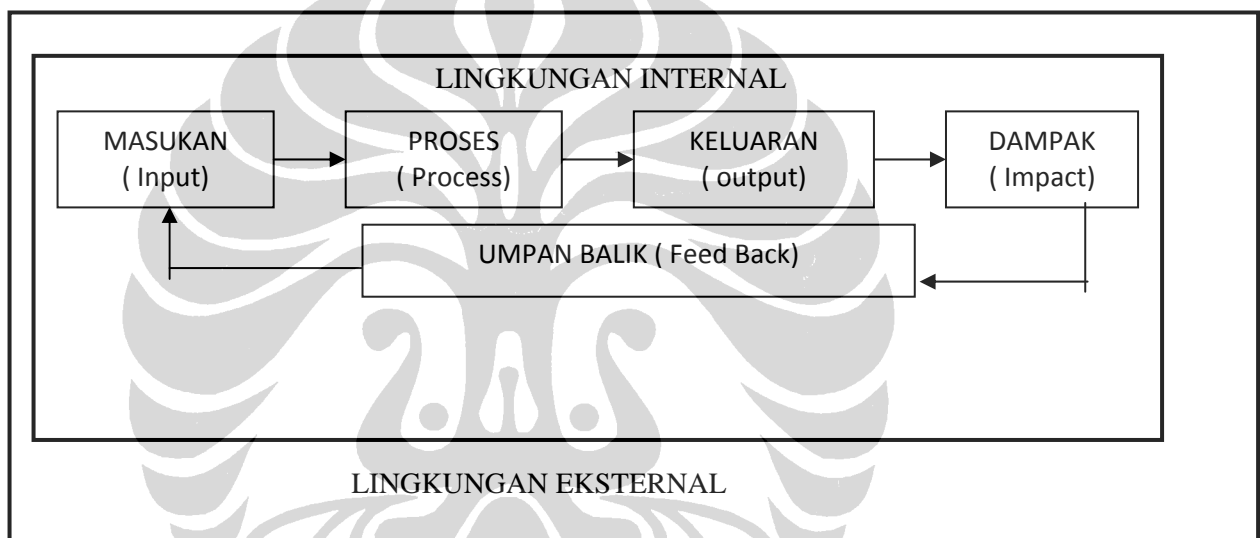 LINGKUNGAN INTERNAL
MASUKAN
( Input)
PROSES
( Process)
KELUARAN
( output)
DAMPAK
( Impact)
UMPAN BALIK ( Feed Back)
LINGKUNGAN EKSTERNAL